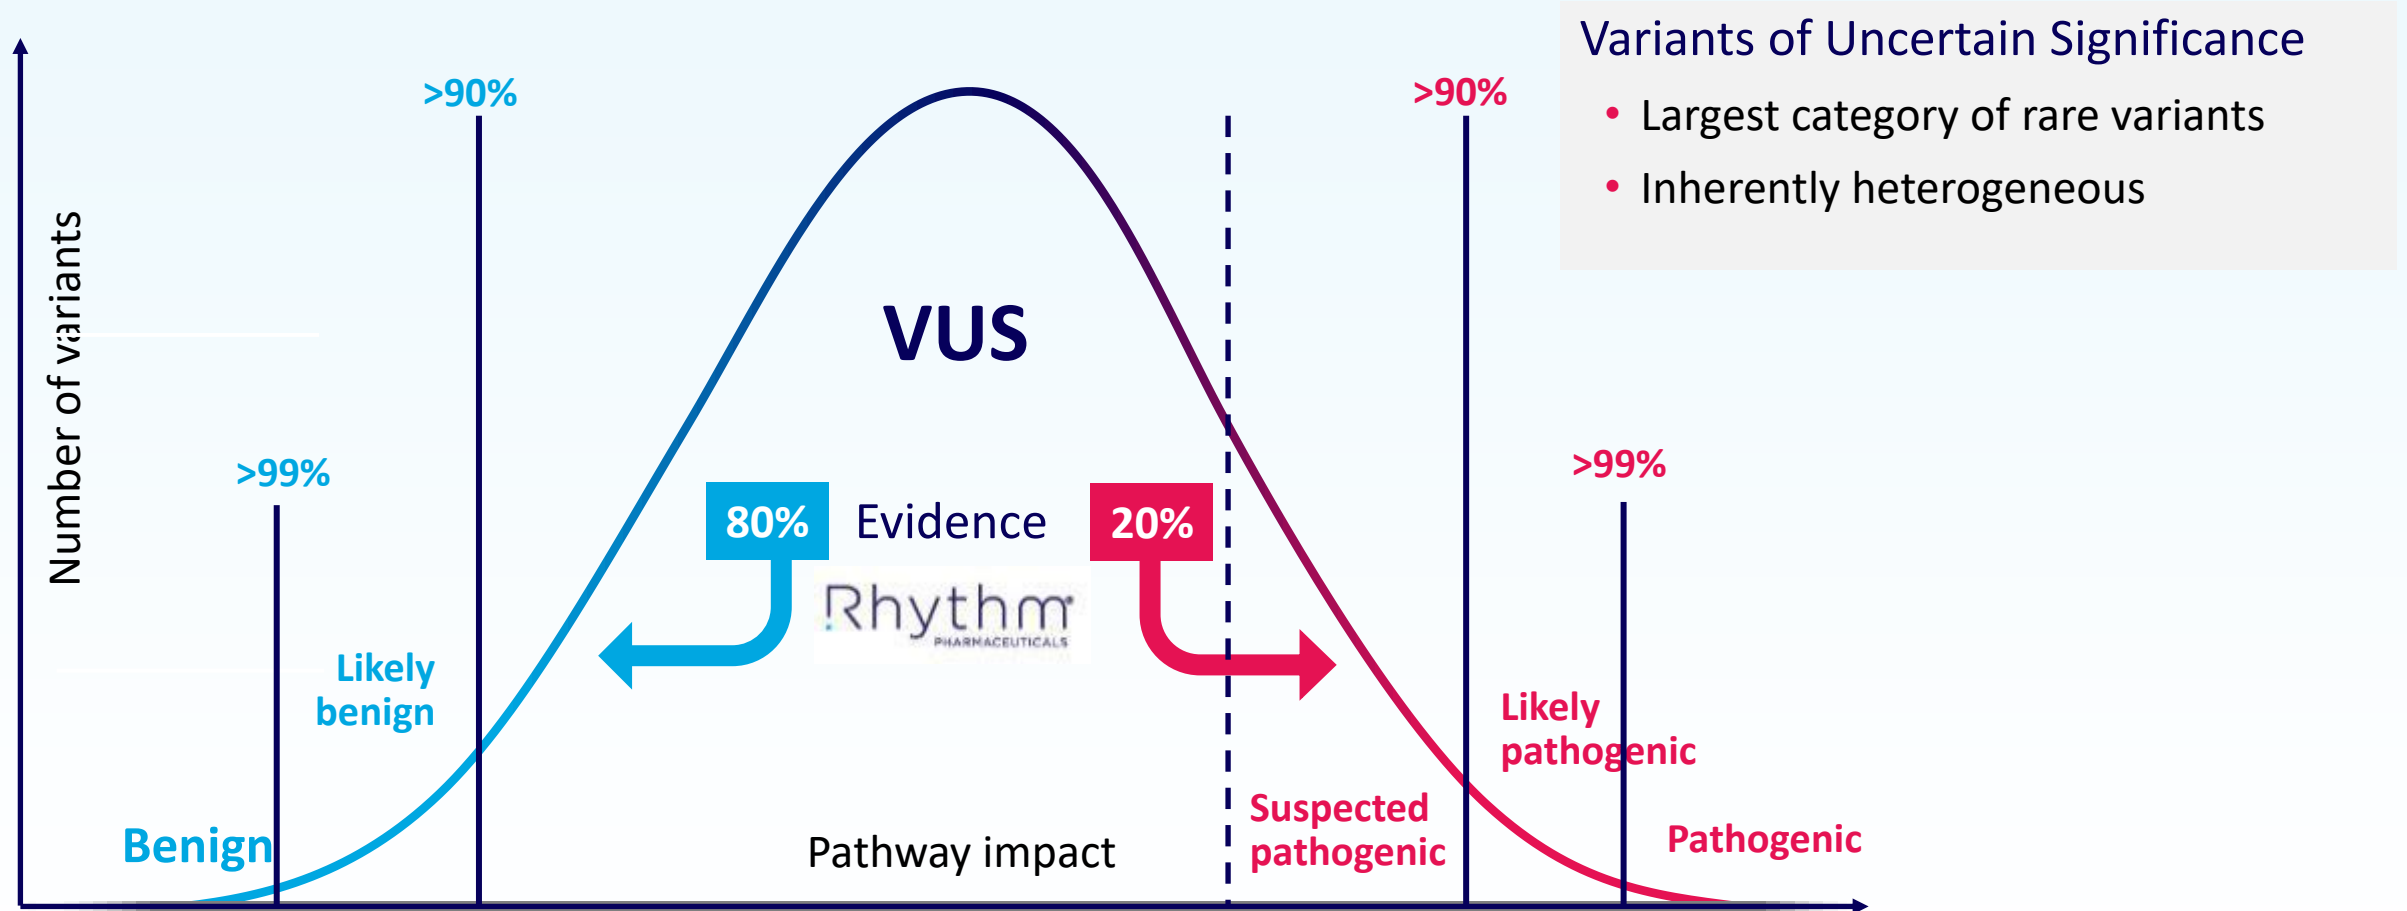 Variants of Uncertain Significance
• Largest category of rare variants
• Inherently heterogeneous
Number of variants
>90%
>90%
>99%
>99%
VUS
80%
Evidence
20%
Rhythm
PHARMACEUTICALS
Likely
benign
Benign
Pathway impact
Suspected
pathogenic
Likely
pathogenic
Pathogenic